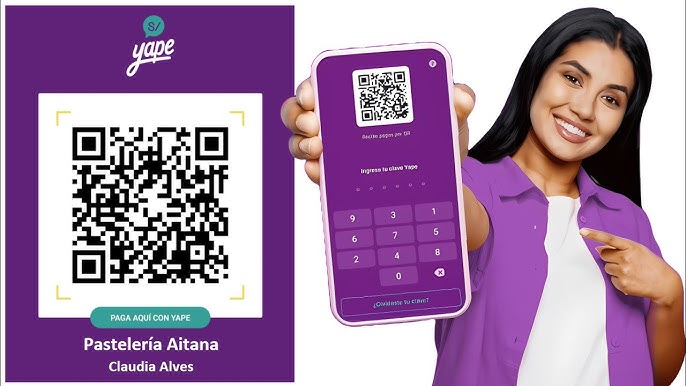 S/
yape
PAGA AQUÍ CON YAPE
Pastelería Aitana
Claudia Alves
Recibe pagos por QR
Ingresa tu clave Yape
9 3 1
6 7 5
2 4 8
0
¿Olvidaste tu clave?